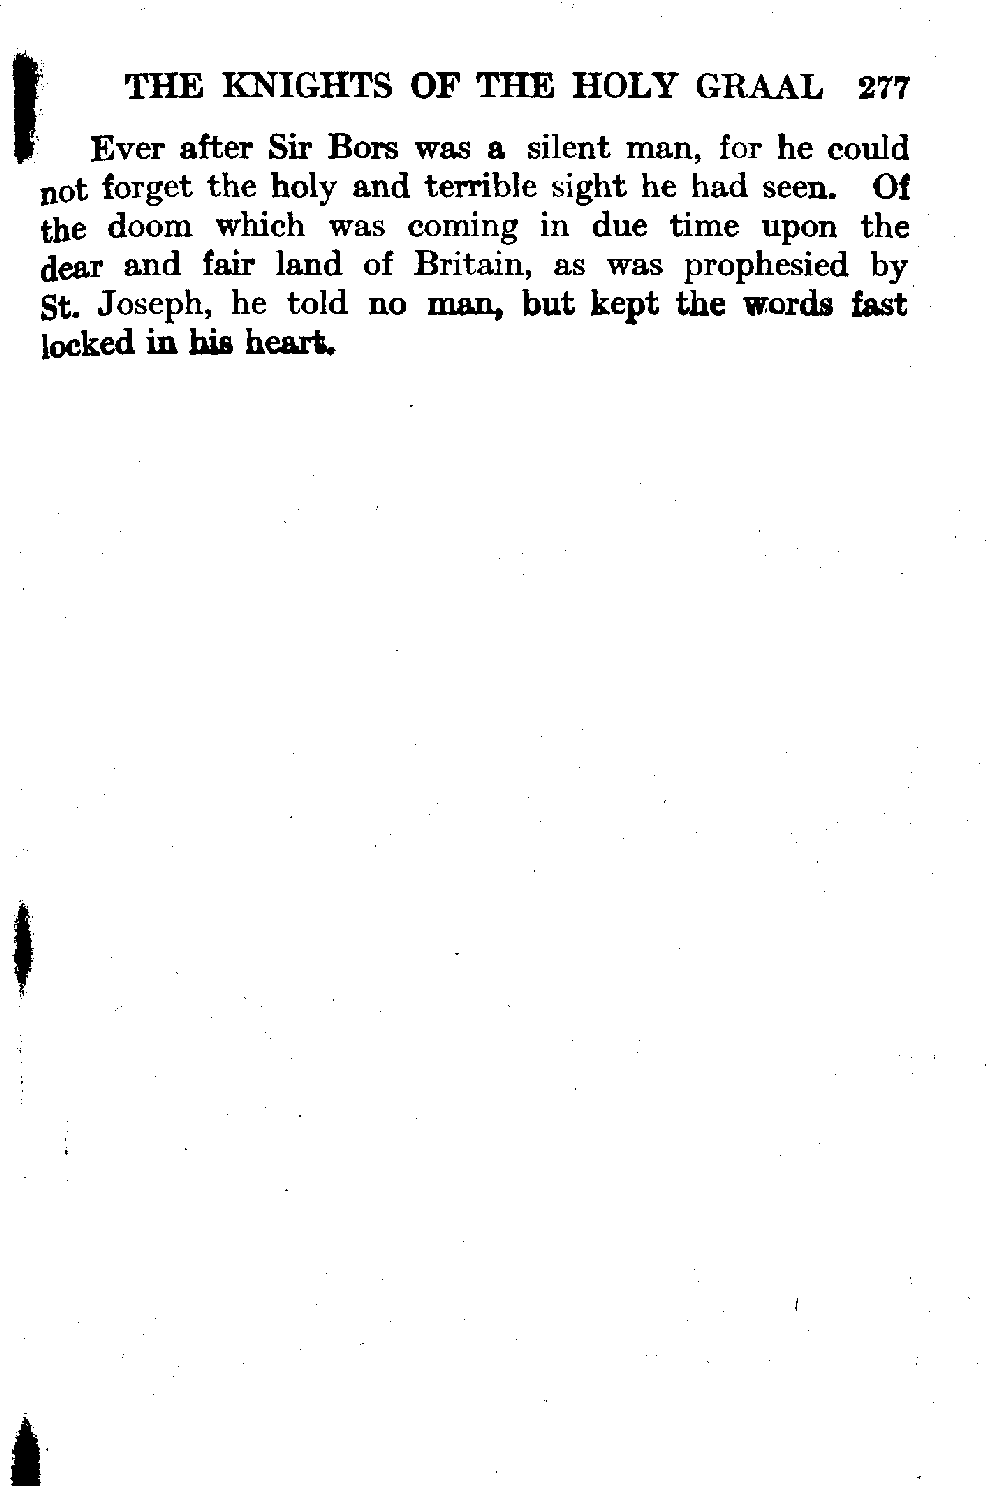 THE KNIGHTS OF THE HOLY GRAAL 277
Ever after Sir Bors was a silent man, for he could
not forget the holy and terrible sight he had seen. Of
the doom which was coming in due time upon the
dear and fair land of Britain, as was prophesied by
St. Joseph, he told no man, but kept the words fast
locked in his heart.